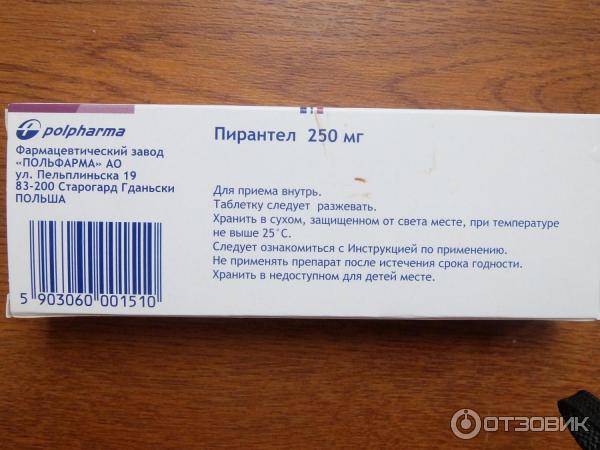 polpharma
Фармацевтический завод
«ПОЛЬФАРМА» АО
ул. Пельплиньска 19
83-200 Старогард Гданьски
ПОЛЬША
5 903060 001510
Пирантел 250 мг
Для приема внутрь.
Таблетку следует разжевать.
Хранить в сухом, защищенном от света месте, при температуре
не выше 25°С.
Следует ознакомиться с Инструкцией по применению.
Не применять препарат после истечения срока годности.
Хранить в недоступном для детей месте.
ОТЗОВИК